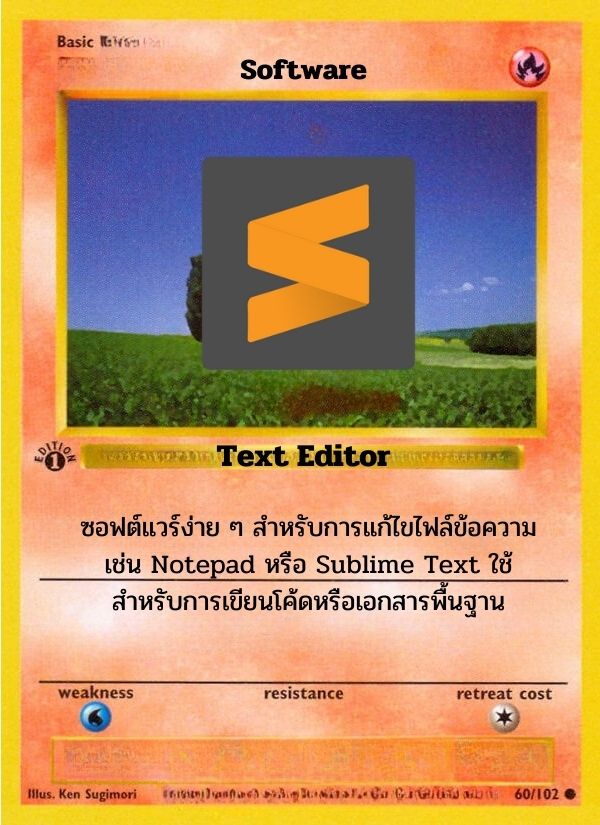 Basic
Software
EDITION
1
Text Editor
ซอฟต์แวร์ง่าย ๆ สำหรับการแก้ไขไฟล์ข้อความ
เช่น Notepad หรือ Sublime Text ใช้
สำหรับการเขียนโค้ดหรือเอกสารพื้นฐาน
weakness resistance retreat cost
Illus. Ken Sugimori 60/102